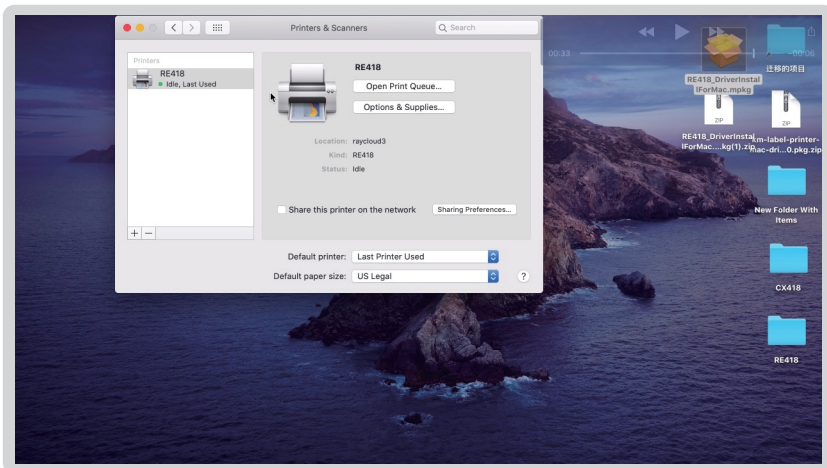 Printers & Scanners
Search
Printers
RE418
Idle, Last Used
RE418
Open Print Queue...
Options & Supplies...
Location: raycloud3
Kind: RE418
Status: Idle
Share this printer on the network
Sharing Preferences...
+ −
Default printer: Last Printer Used
Default paper size: US Legal
?
00:33
-00:06
迁移的项目
RE418_DriverInstal
lForMac.mpkg
ZIP
RE418_DriverInstal
lForMac....kg(1).zip
ZIP
km-label-printer-
mac-dri...0.pkg.zip
New Folder With
Items
CX418
RE418